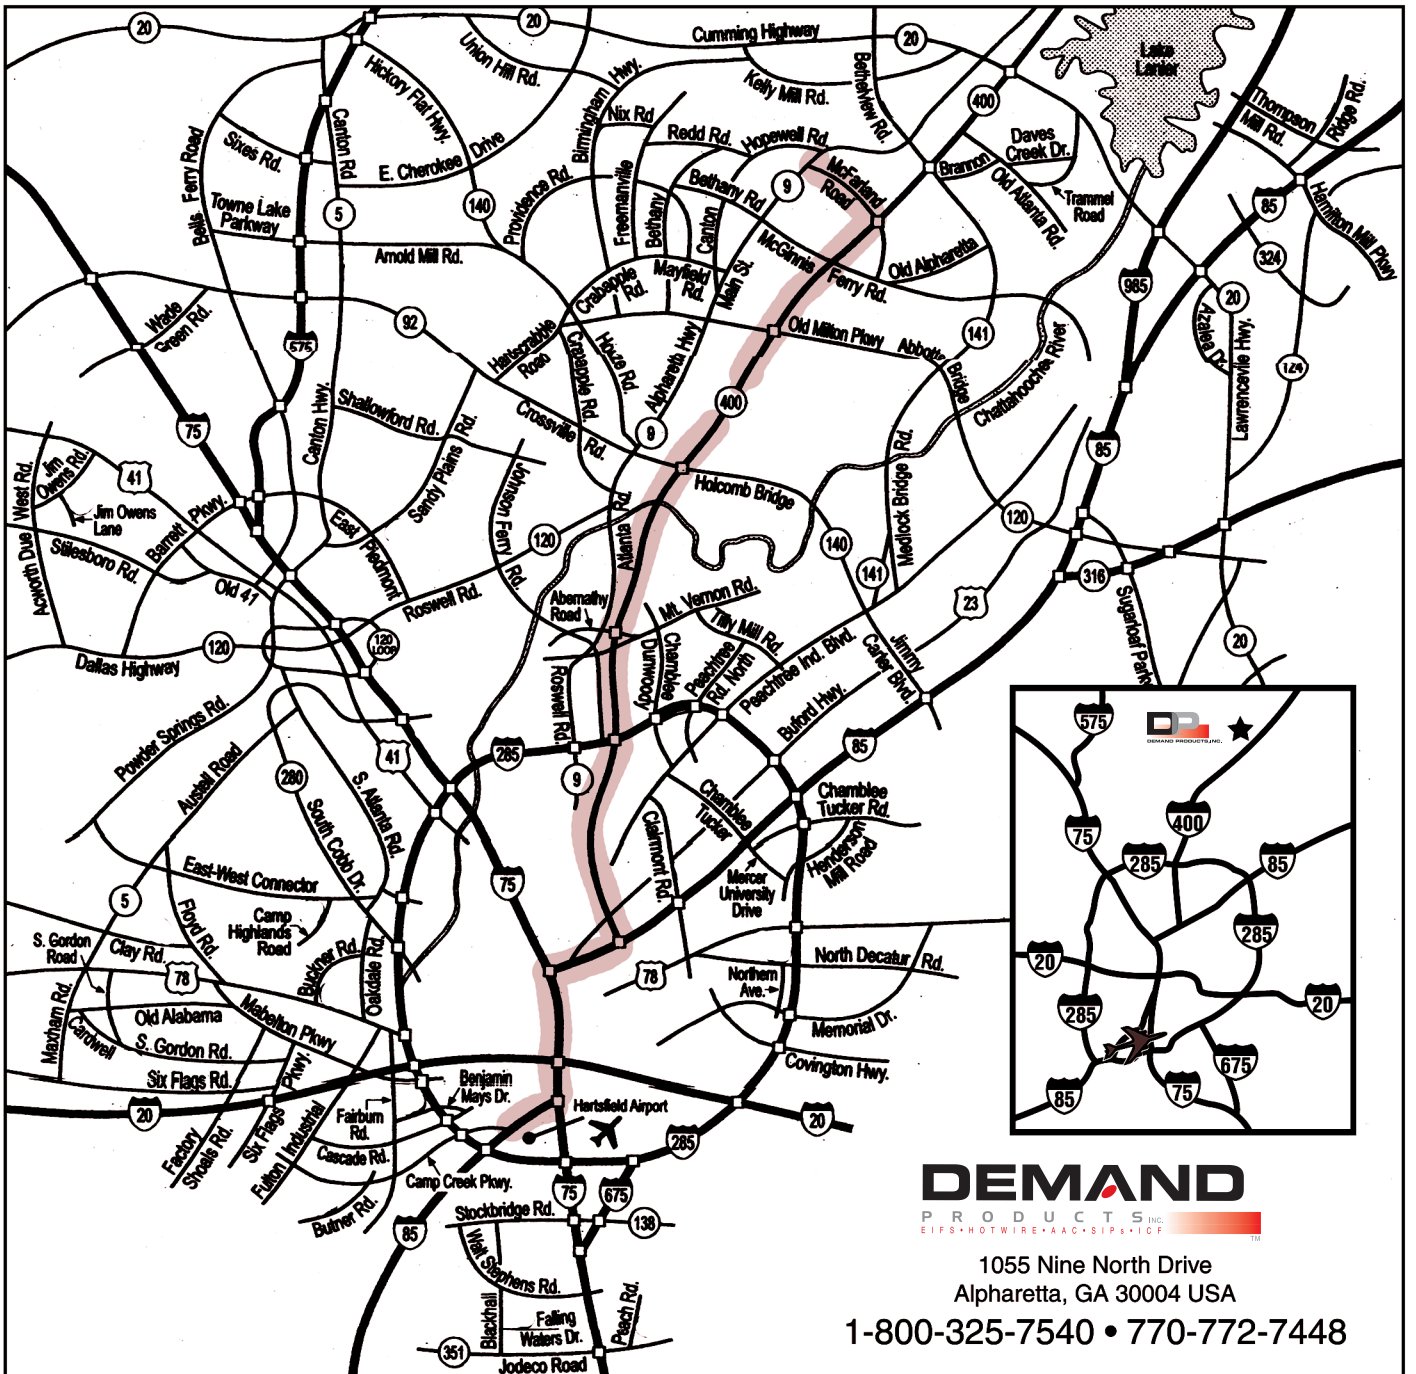 20
20
Cumming Highway
20
Lake
Lanier
Union Hill Rd.
Hickory Flat Hwy.
Birmingham Hwy.
Kelly Mill Rd.
Bethelview Rd.
400
Thompson
Mill Rd.
Ridge Rd.
Canton Rd
Nix Rd
Redd Rd.
Hopewell Rd.
Daves
Creek Dr.
Bells Ferry Road
Sixes Rd.
E. Cherokee Drive
Freemanville
Bethany
Bethany Rd
9
McFarland
Road
Brannon
Old Atlanta Rd.
Trammel
Road
85
Hamilton Mill Pkwy
Towne Lake
Parkway
5
140
Providence Rd.
Canton
Arnold Mill Rd.
McGinnis Ferry Rd.
Old Alpharetta
324
985
Crabapple
Rd.
Mayfield
Rd.
Main St.
20
Wade
Green Rd.
92
575
Hardscrabble
Road
Crabapple Rd.
Houze Rd.
Alpharetta Hwy
Old Milton Pkwy
Abbotts Bridge
141
Chattahoochee River
Azalea Dr.
Lawrenceville Hwy.
124
75
Canton Hwy.
Shallowford Rd.
Sandy Plains Rd.
Crossville Rd.
9
400
85
Acworth Due West Rd.
Jim
Owens Rd.
41
Jim Owens
Lane
Barrett Pkwy.
Stilesboro Rd.
Old 41
East Piedmont
Johnson Ferry Rd.
120
Atlanta Rd.
Holcomb Bridge
140
Medlock Bridge Rd.
120
141
316
Sugarloaf Park
23
20
Roswell Rd.
Abernathy
Road
Mt. Vernon Rd.
Tilly Mill Rd.
120
120
LOOP
Dallas Highway
Chamblee
Dunwoody
Peachtree
Rd. North
Peachtree Ind. Blvd.
Jimmy
Carter Blvd.
Buford Hwy.
Roswell Rd.
Powder Springs Rd.
Austell Road
280
41
285
9
85
S. Atlanta Rd.
South Cobb Dr.
Chamblee
Tucker
Chamblee
Tucker Rd.
Clairmont Rd.
Henderson
Mill Road
Mercer
University
Drive
East-West Connector
75
5
Floyd Rd.
Camp
Highlands
Road
S. Gordon
Road
Clay Rd.
78
Buckner Rd.
Oakdale Rd.
78
Northern
Ave.
North Decatur Rd.
Maxham Rd.
Cardwell
Old Alabama
Mabelton Pkwy
S. Gordon Rd.
Memorial Dr.
Covington Hwy.
Six Flags Rd.
20
Factory
Shoals Rd.
Six Flags Pkwy.
Fulton Industrial
Fairburn
Rd.
Benjamin
Mays Dr.
Hartsfield Airport
20
285
Cascade Rd.
Camp Creek Pkwy.
Butner Rd.
85
75
675
Stockbridge Rd.
138
Walt Stephens Rd.
Blackhall
Falling
Waters Dr.
Peach Rd.
351
Jodeco Road
575
DP
DEMAND PRODUCTS, INC.
75
400
285
85
285
20
20
285
675
85
75
DEMAND
PRODUCTS INC.
EIFS•HOTWIRE•AAC•SIPs•ICF
TM
1055 Nine North Drive
Alpharetta, GA 30004 USA
1-800-325-7540 • 770-772-7448